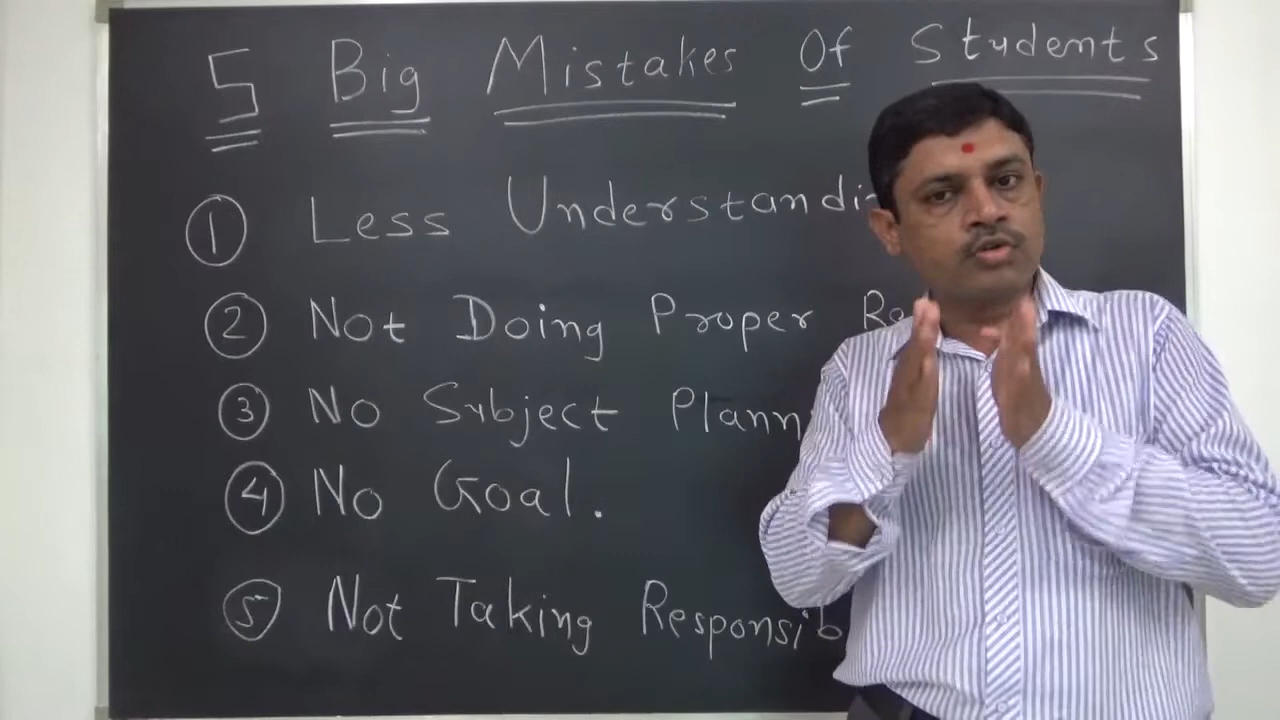 5 Big Mistakes Of Students
1 Less Understandi
2 Not Doing Proper Re
3 No Subject Plann
4 No Goal.
5 Not Taking Responsib